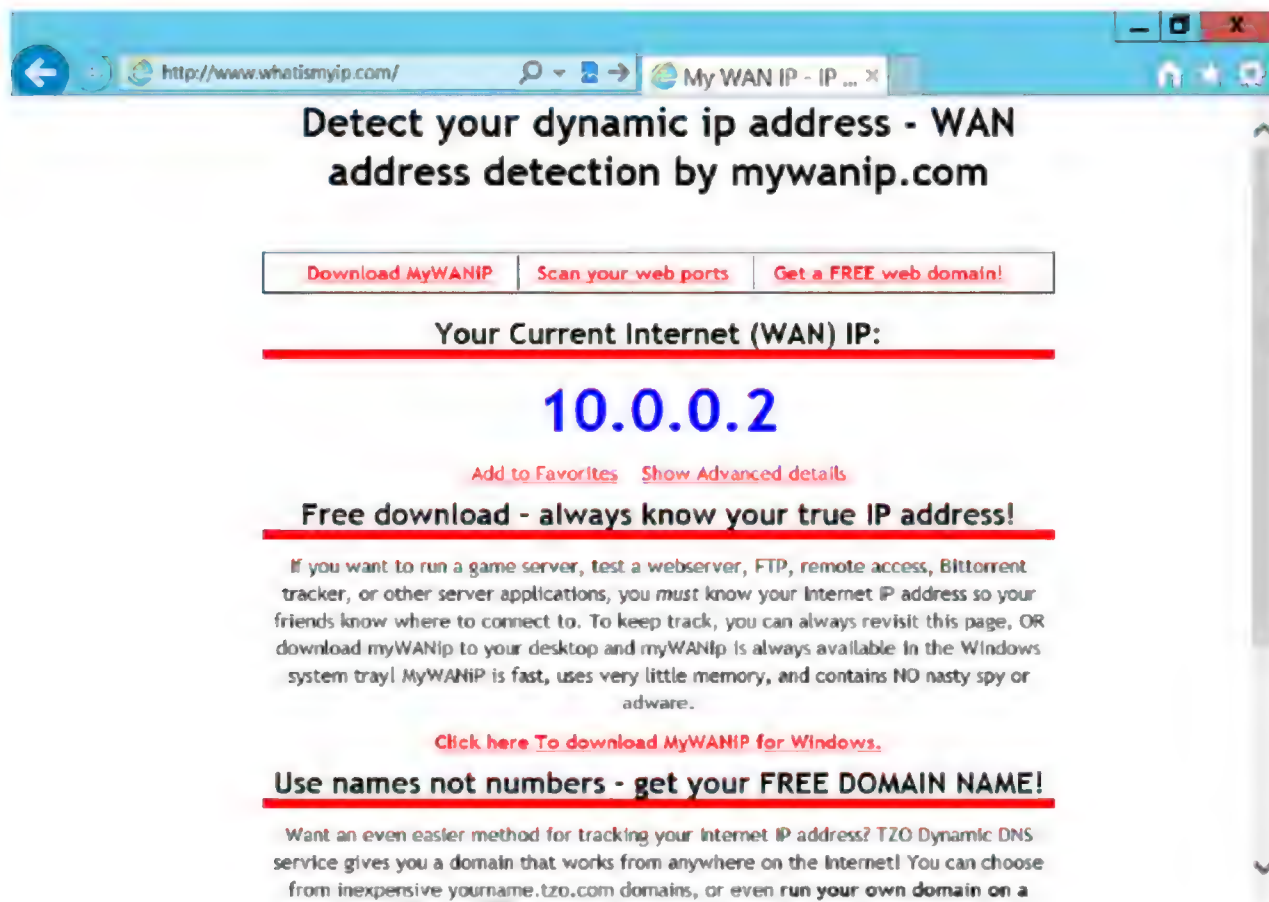 http://www.whatismyip.com/
My WAN IP - IP ...
Detect your dynamic ip address - WAN
address detection by mywanip.com
Download MyWANiP
Scan your web ports
Get a FREE web domain!
Your Current Internet (WAN) IP:
10.0.0.2
Add to Favorites Show Advanced details
Free download - always know your true IP address!
If you want to run a game server, test a webserver, FTP, remote access, Bittorrent
tracker, or other server applications, you must know your Internet IP address so your
friends know where to connect to. To keep track, you can always revisit this page, OR
download myWANip to your desktop and myWANip is always available in the Windows
system tray! MyWANiP is fast, uses very little memory, and contains NO nasty spy or
adware.
Click here To download MyWANiP for Windows.
Use names not numbers - get your FREE DOMAIN NAME!
Want an even easier method for tracking your Internet IP address? TZO Dynamic DNS
service gives you a domain that works from anywhere on the Internet! You can choose
from inexpensive yourname.tzo.com domains, or even run your own domain on a